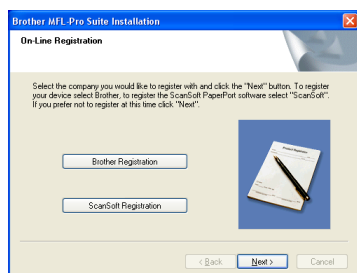 Brother MFL-Pro Suite Installation
On-Line Registration
Select the company you would like to register with and click the "Next" button. To register
your device select Brother, to register the ScanSoft PaperPort software select "ScanSoft".
If you prefer not to register at this time click "Next".
Brother Registration
ScanSoft Registration
Product Registration
< Back
Next >
Cancel